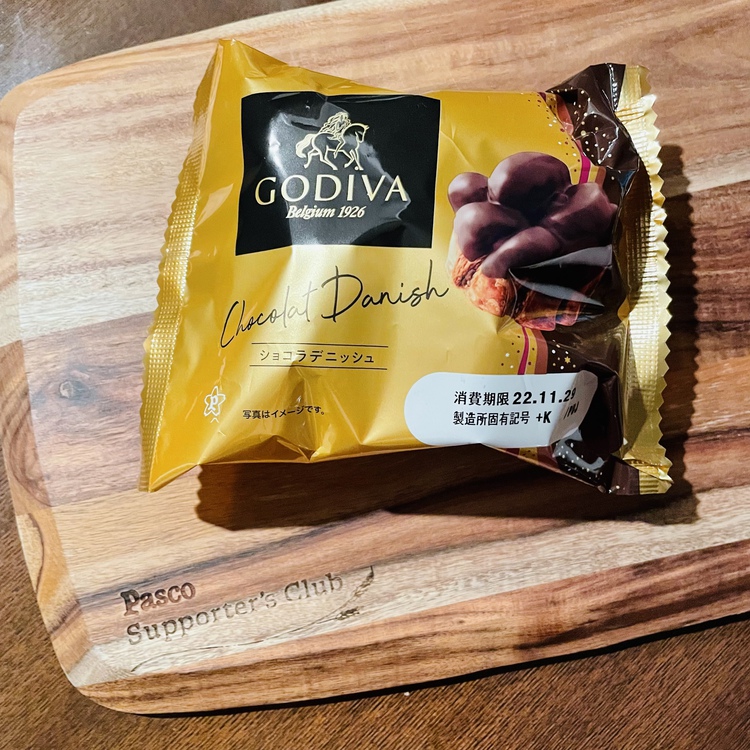 GODIVA
Belgium 1926
Chocolat Danish
ショコラデニッシュ
写真はイメージです。
消費期限 22.11.29
製造所固有記号 +K
Pasco
Supporter's Club